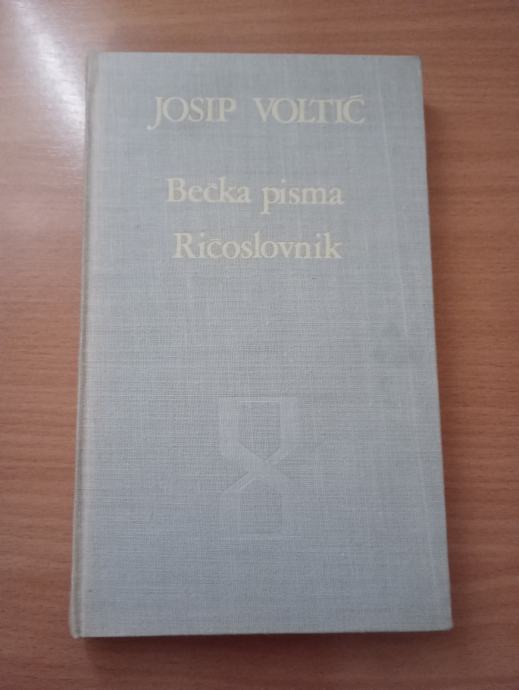 JOSIP VOLTIĆ
Bečka pisma
Ričoslovnik